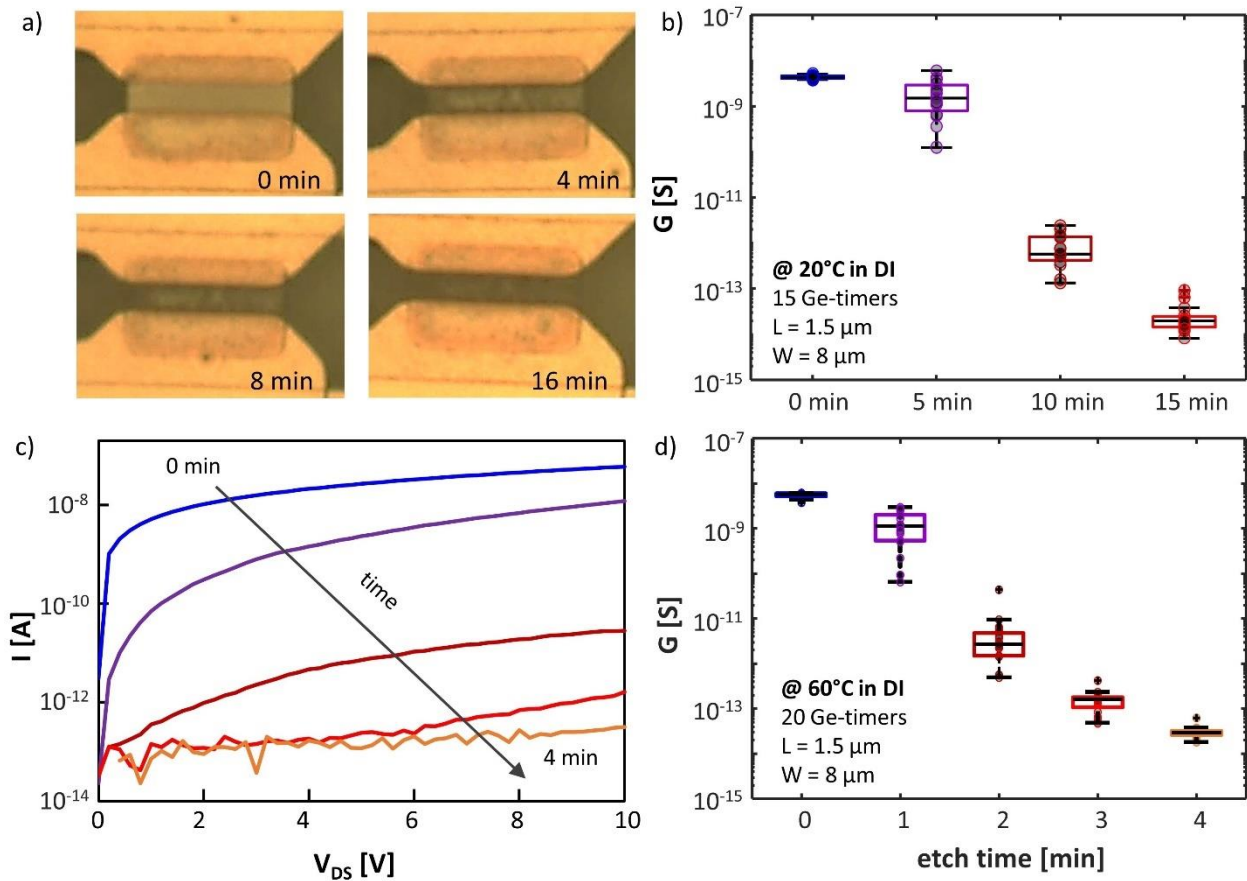 a)
0 min
4 min
8 min
16 min
b)
G [S]
10⁻⁷
10⁻⁹
10⁻¹¹
10⁻¹³
10⁻¹⁵
@ 20°C in DI
15 Ge-timers
L = 1.5 µm
W = 8 µm
0 min 5 min 10 min 15 min
c)
I [A]
10⁻⁸
10⁻¹⁰
10⁻¹²
10⁻¹⁴
0 min
time
4 min
0 2 4 6 8 10
V_DS [V]
d)
G [S]
10⁻⁷
10⁻⁹
10⁻¹¹
10⁻¹³
10⁻¹⁵
@ 60°C in DI
20 Ge-timers
L = 1.5 µm
W = 8 µm
0 1 2 3 4
etch time [min]